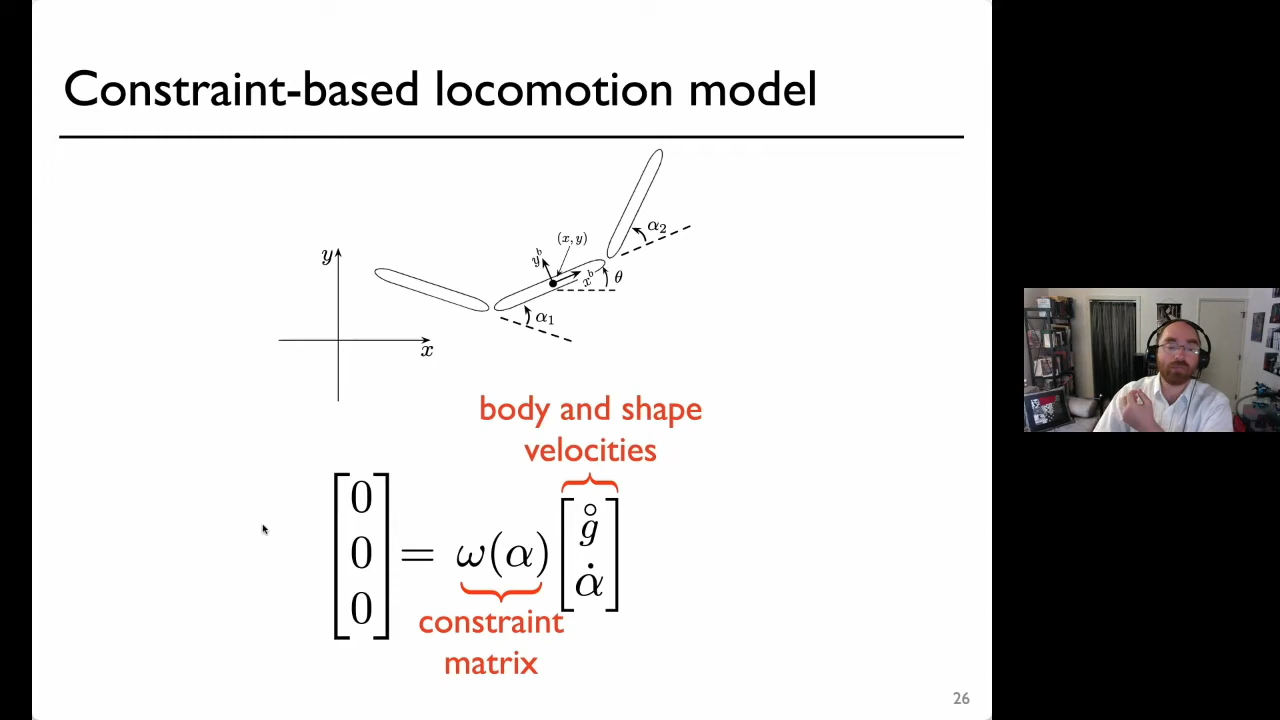 Constraint-based locomotion model
y
x
(x, y)
y^b
x^b
θ
α₁
α₂
body and shape
velocities
[0 0 0] = ω(α) [g̊ α̇]
constraint
matrix
26